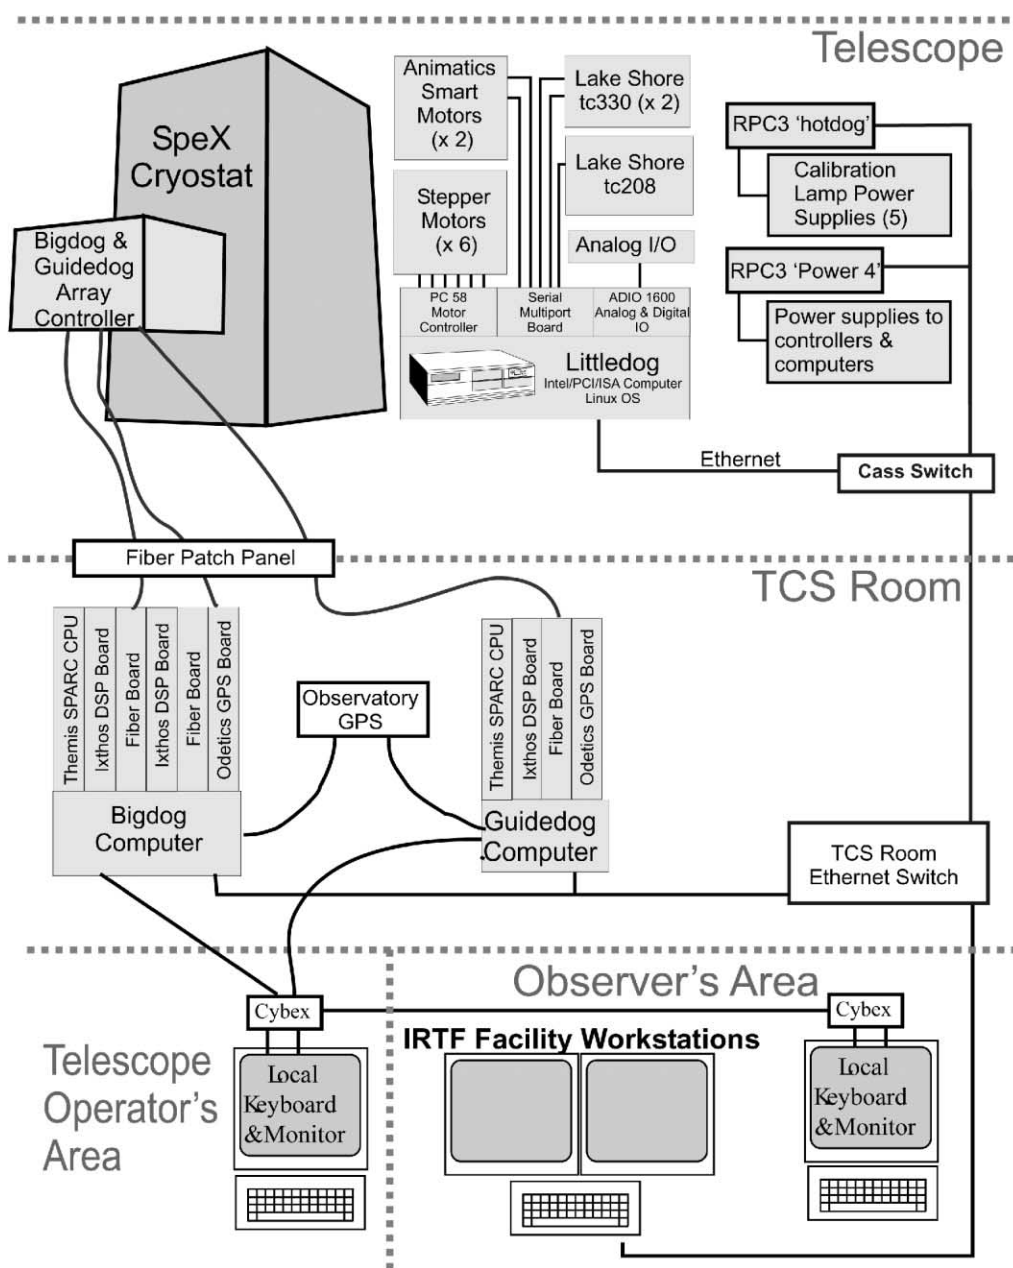 Telescope
SpeX
Cryostat
Bigdog &
Guidedog
Array
Controller
Animatics
Smart
Motors
(x 2)
Stepper
Motors
(x 6)
Lake Shore
tc330 (x 2)
Lake Shore
tc208
Analog I/O
PC 58
Motor
Controller
Serial
Multiport
Board
ADIO 1600
Analog & Digital
IO
Littledog
Intel/PCI/ISA Computer
Linux OS
RPC3 'hotdog'
Calibration
Lamp Power
Supplies (5)
RPC3 'Power 4'
Power supplies to
controllers &
computers
Ethernet
Cass Switch
Fiber Patch Panel
TCS Room
Themis SPARC CPU
Ixthos DSP Board
Fiber Board
Ixthos DSP Board
Fiber Board
Odetics GPS Board
Bigdog
Computer
Observatory
GPS
Themis SPARC CPU
Ixthos DSP Board
Fiber Board
Odetics GPS Board
Guidedog
Computer
TCS Room
Ethernet Switch
Telescope
Operator's
Area
Cybex
Local
Keyboard
&Monitor
Observer's Area
IRTF Facility Workstations
Cybex
Local
Keyboard
&Monitor